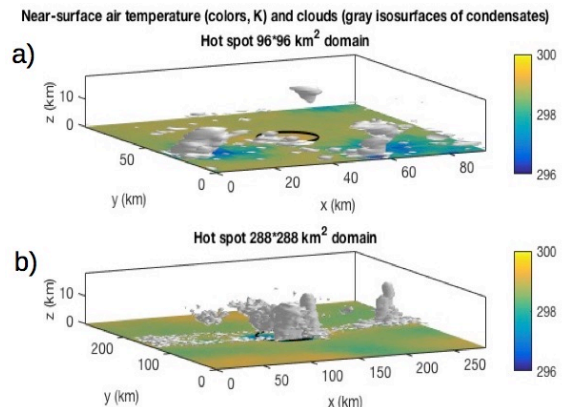 Near-surface air temperature (colors, K) and clouds (gray isosurfaces of condensates)
Hot spot 96*96 km² domain
a)
z (km)
10
0
50
0
y (km)
0
20
40
60
80
x (km)
300
298
296
Hot spot 288*288 km² domain
b)
z (km)
10
0
200
100
0
y (km)
0
50
100
150
200
250
x (km)
300
298
296